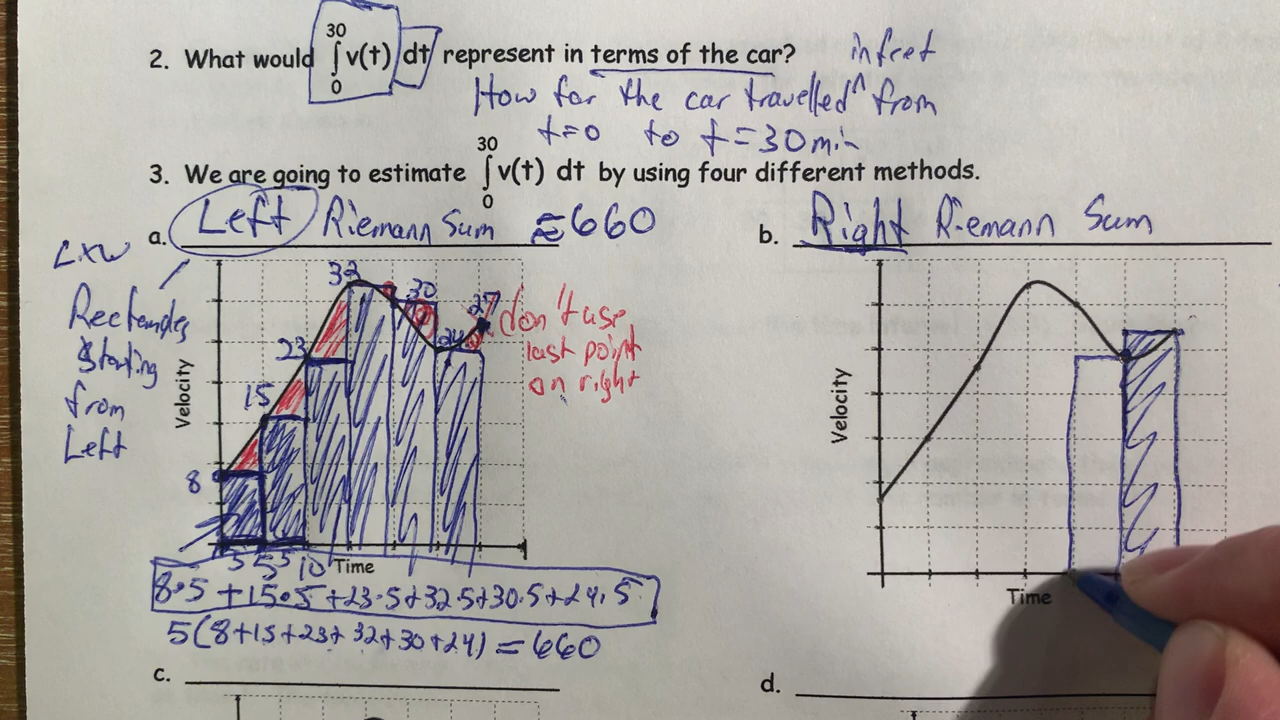 2. What would ∫₀³⁰ v(t) dt represent in terms of the car?
in feet
How far the car travelled ^ from
t=0 to t=30min
3. We are going to estimate ∫₀³⁰ v(t) dt by using four different methods.
a. Left Riemann Sum ≈660
b. Right Riemann Sum
LXW
Rectangles
Starting
from
Left
Velocity
8
15
23
32
30
24
27
don't use
last point
on right
5 5 5 10 Time
8·5+15·5+23·5+32·5+30·5+24·5
5(8+15+23+32+30+24)=660
Velocity
Time
c.
d.